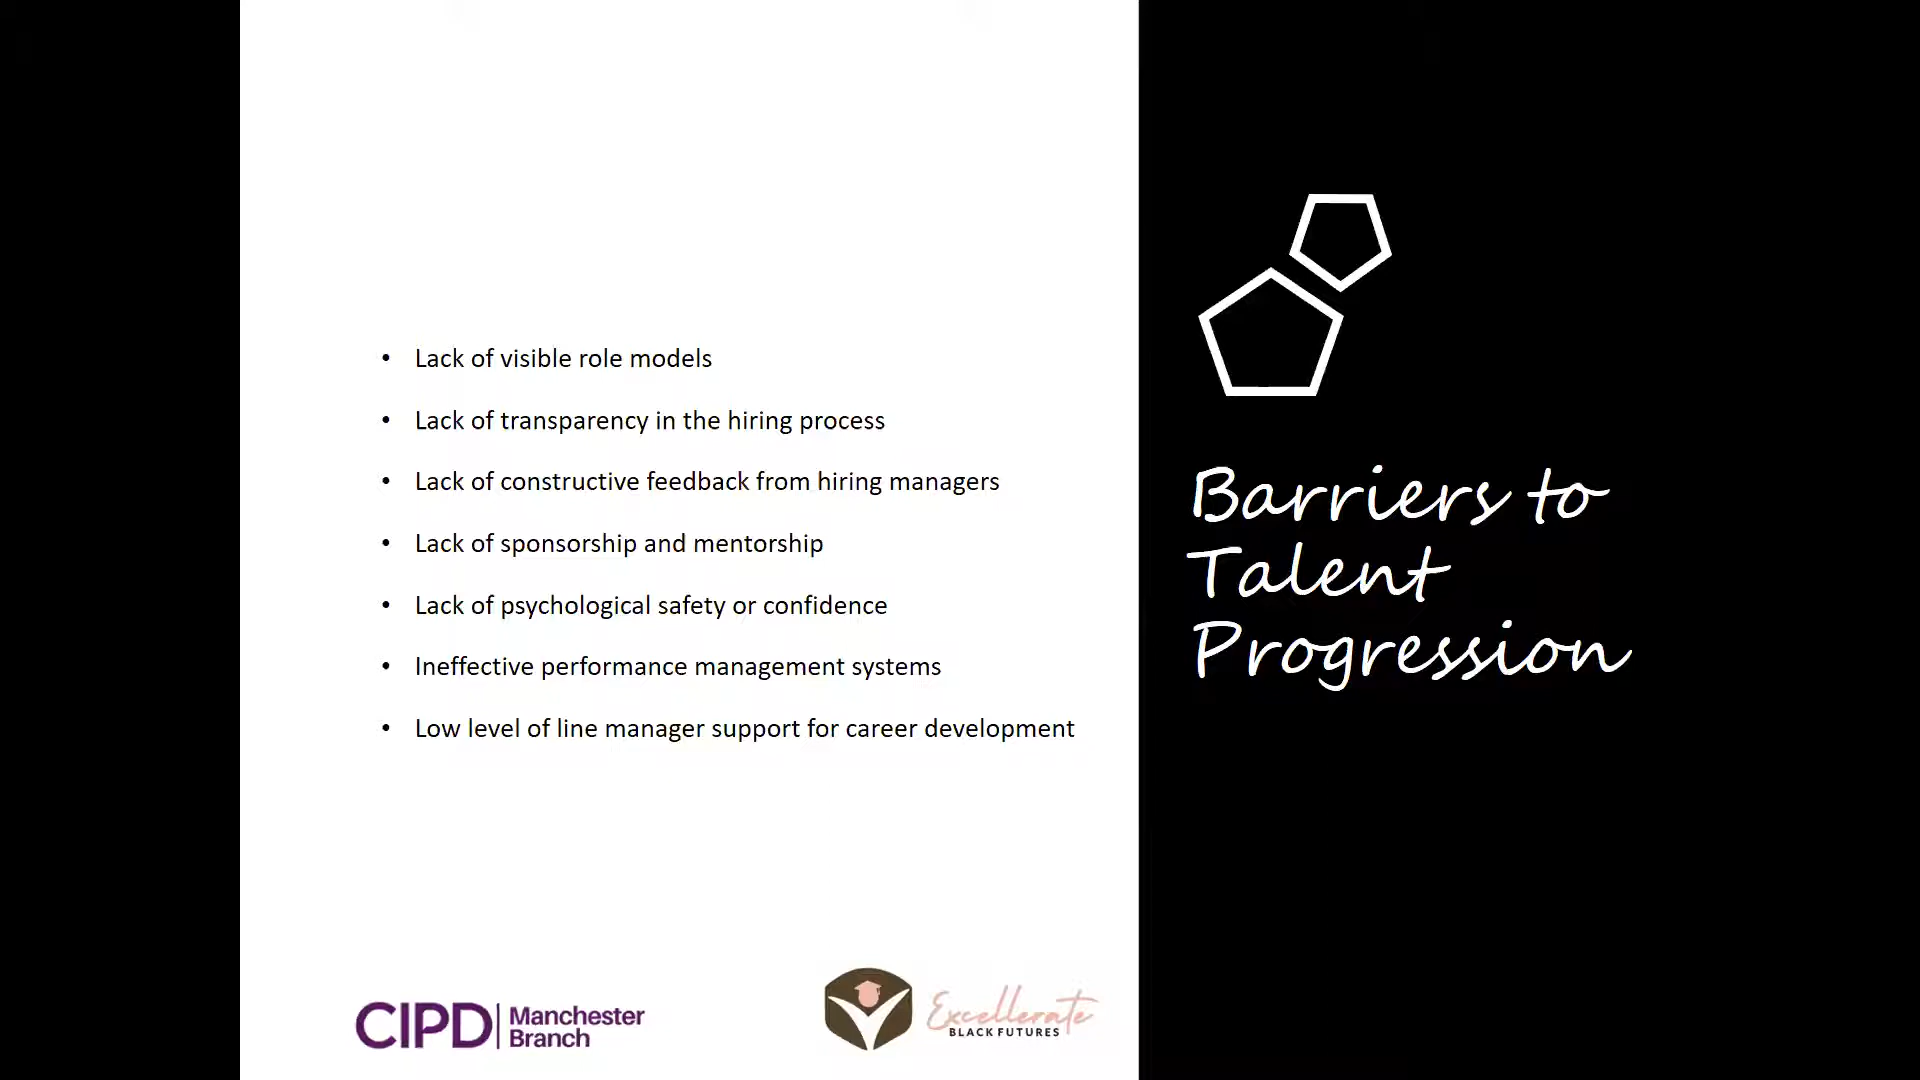 • Lack of visible role models
• Lack of transparency in the hiring process
• Lack of constructive feedback from hiring managers
• Lack of sponsorship and mentorship
• Lack of psychological safety or confidence
• Ineffective performance management systems
• Low level of line manager support for career development
Barriers to
Talent
Progression
CIPD
Manchester
Branch
Excellerate
BLACK FUTURES